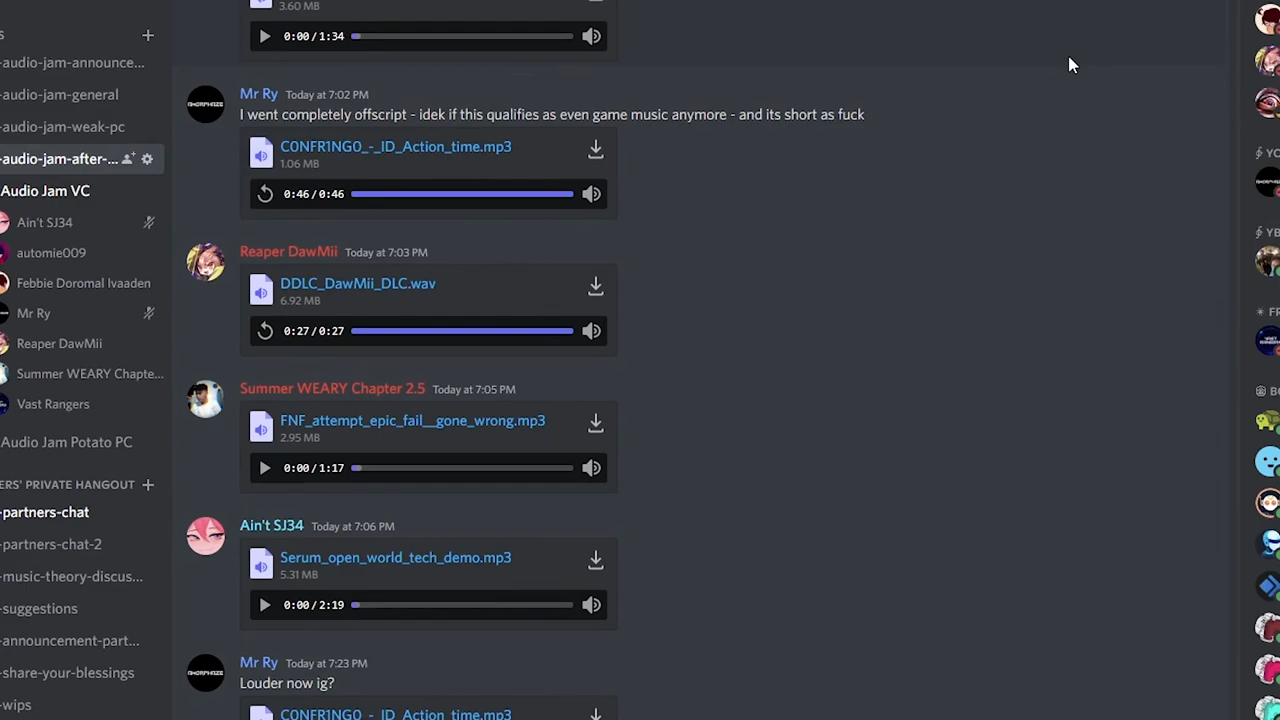 3.60 MB
0:00/1:34
-audio-jam-announce...
-audio-jam-general
-audio-jam-weak-pc
-audio-jam-after-...
Audio Jam VC
Ain't SJ34
automie009
Febbie Doromal Ivaaden
Mr Ry
Reaper DawMii
Summer WEARY Chapte...
Vast Rangers
Audio Jam Potato PC
ERS' PRIVATE HANGOUT
-partners-chat
-partners-chat-2
-music-theory-discus...
-suggestions
-announcement-part...
-share-your-blessings
-wips
Mr Ry Today at 7:02 PM
I went completely offscript - idek if this qualifies as even game music anymore - and its short as fuck
C0NFR1NG0_-_ID_Action_time.mp3
1.06 MB
0:46/0:46
Reaper DawMii Today at 7:03 PM
DDLC_DawMii_DLC.wav
6.92 MB
0:27/0:27
Summer WEARY Chapter 2.5 Today at 7:05 PM
FNF_attempt_epic_fail__gone_wrong.mp3
2.95 MB
0:00/1:17
Ain't SJ34 Today at 7:06 PM
Serum_open_world_tech_demo.mp3
5.31 MB
0:00/2:19
Mr Ry Today at 7:23 PM
Louder now ig?
C0NFR1NG0_-_ID_Action_time.mp3
YO
YB
FR
BO